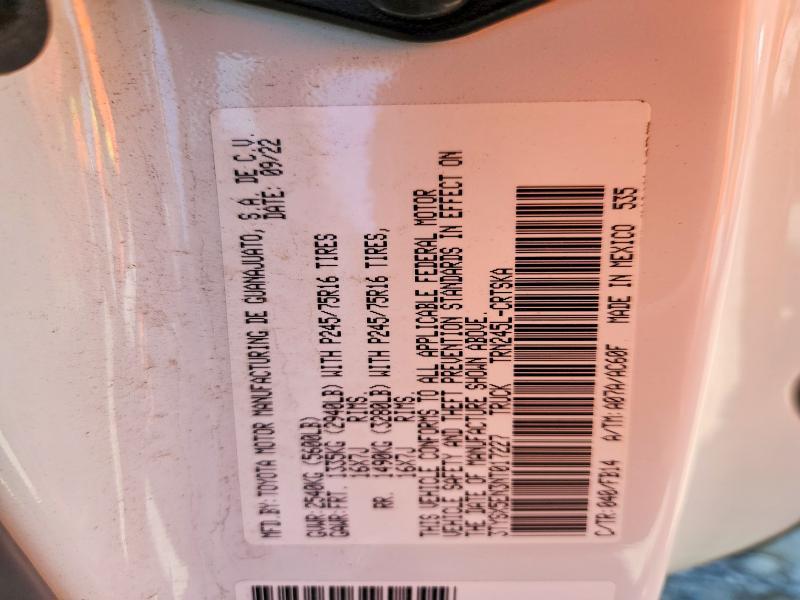 MFD. BY: TOYOTA MOTOR MANUFACTURING DE GUANAJUATO, S.A. DE C.V.
DATE: 09/22
GVWR: 2540KG (5600LB)
GAWR: FRT. 1335KG (2940LB) WITH P245/75R16 TIRES
16X7J RIMS.
RR. 1490KG (3280LB) WITH P245/75R16 TIRES,
16X7J RIMS.
THIS VEHICLE CONFORMS TO ALL APPLICABLE FEDERAL MOTOR
VEHICLE SAFETY AND THEFT PREVENTION STANDARDS IN EFFECT ON
THE DATE OF MANUFACTURE SHOWN ABOVE.
TRUCK TRN245L-CRTSKA
C/TR: 040/FB14 A/TM: A07A/AC60F MADE IN MEXICO 535